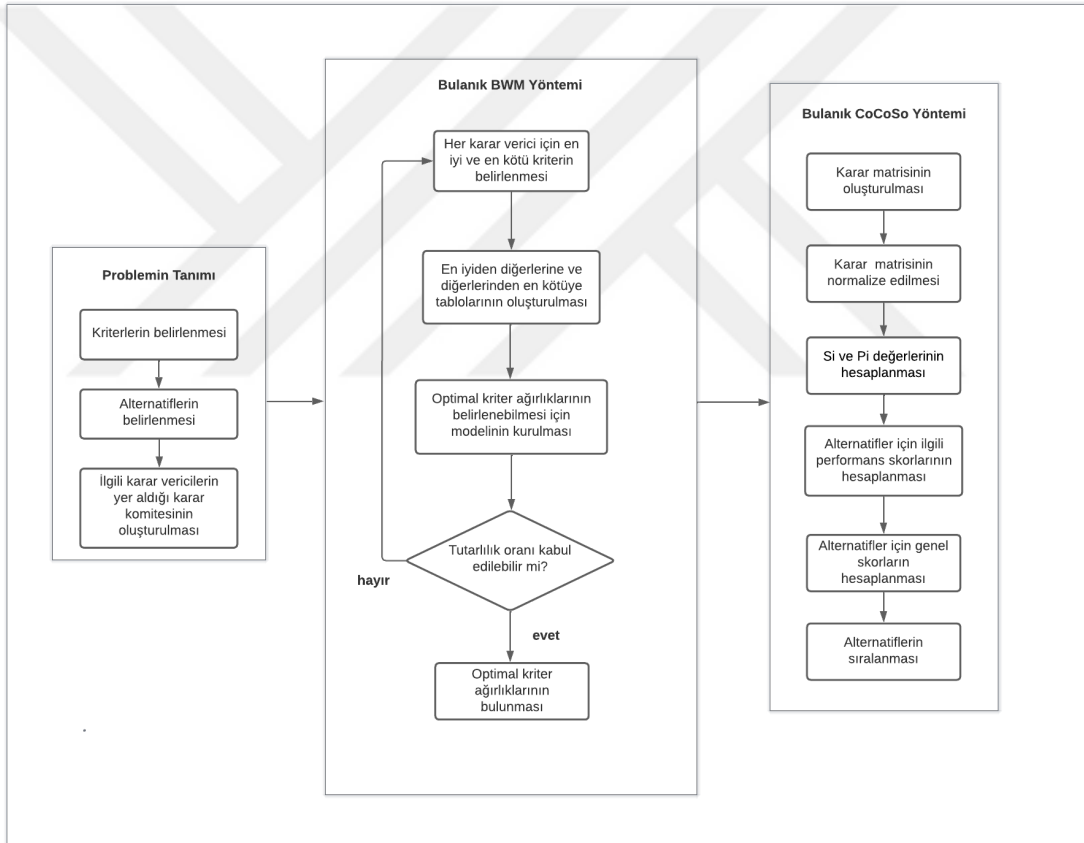 Problemin Tanımı
Kriterlerin belirlenmesi
Alternatiflerin
belirlenmesi
İlgili karar vericilerin
yer aldığı karar
komitesinin
oluşturulması
Bulanık BWM Yöntemi
Her karar verici için en
iyi ve en kötü kriterin
belirlenmesi
En iyiden diğerlerine ve
diğerlerinden en kötüye
tablolarının oluşturulması
Optimal kriter ağırlıklarının
belirlenebilmesi için
modelinin kurulması
Tutarlılık oranı kabul
edilebilir mi?
hayır
evet
Optimal kriter
ağırlıklarının
bulunması
Bulanık CoCoSo Yöntemi
Karar matrisinin
oluşturulması
Karar matrisinin
normalize edilmesi
Si ve Pi değerlerinin
hesaplanması
Alternatifler için ilgili
performans skorlarının
hesaplanması
Alternatifler için genel
skorların
hesaplanması
Alternatiflerin
sıralanması